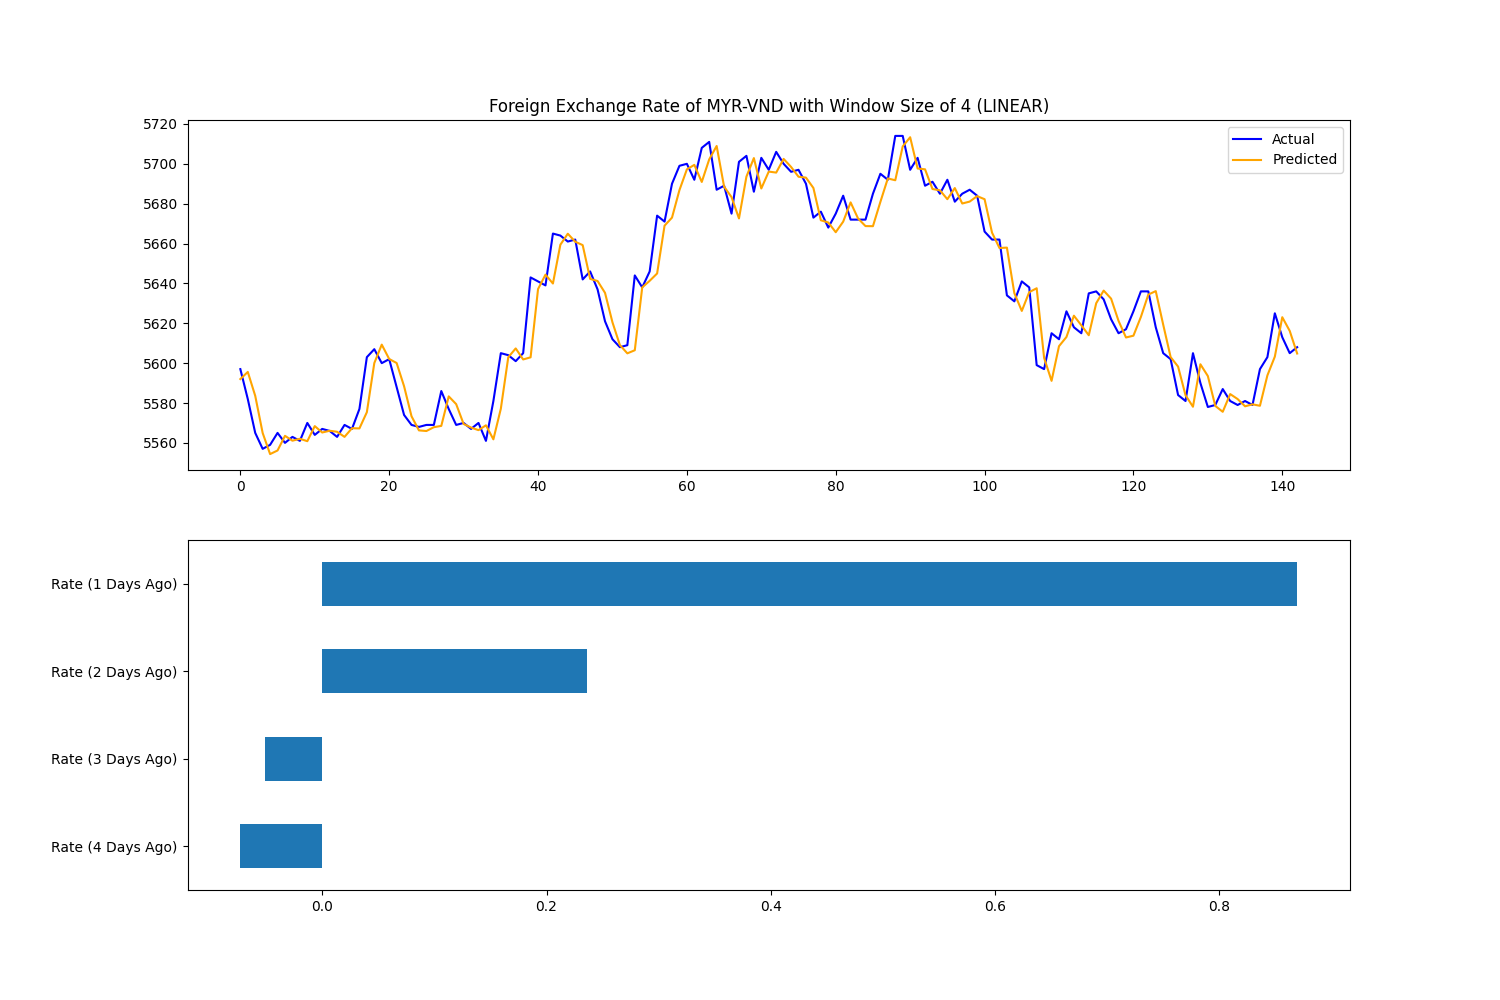 Foreign Exchange Rate of MYR-VND with Window Size of 4 (LINEAR)
5720
5700
5680
5660
5640
5620
5600
5580
5560
Actual
Predicted
0 20 40 60 80 100 120 140
Rate (1 Days Ago)
Rate (2 Days Ago)
Rate (3 Days Ago)
Rate (4 Days Ago)
0.0 0.2 0.4 0.6 0.8